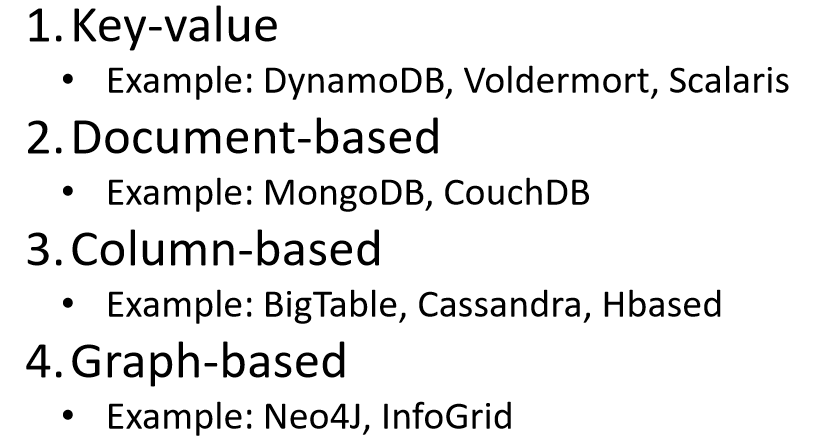 1. Key-value
• Example: DynamoDB, Voldermort, Scalaris
2. Document-based
• Example: MongoDB, CouchDB
3. Column-based
• Example: BigTable, Cassandra, Hbased
4. Graph-based
• Example: Neo4J, InfoGrid